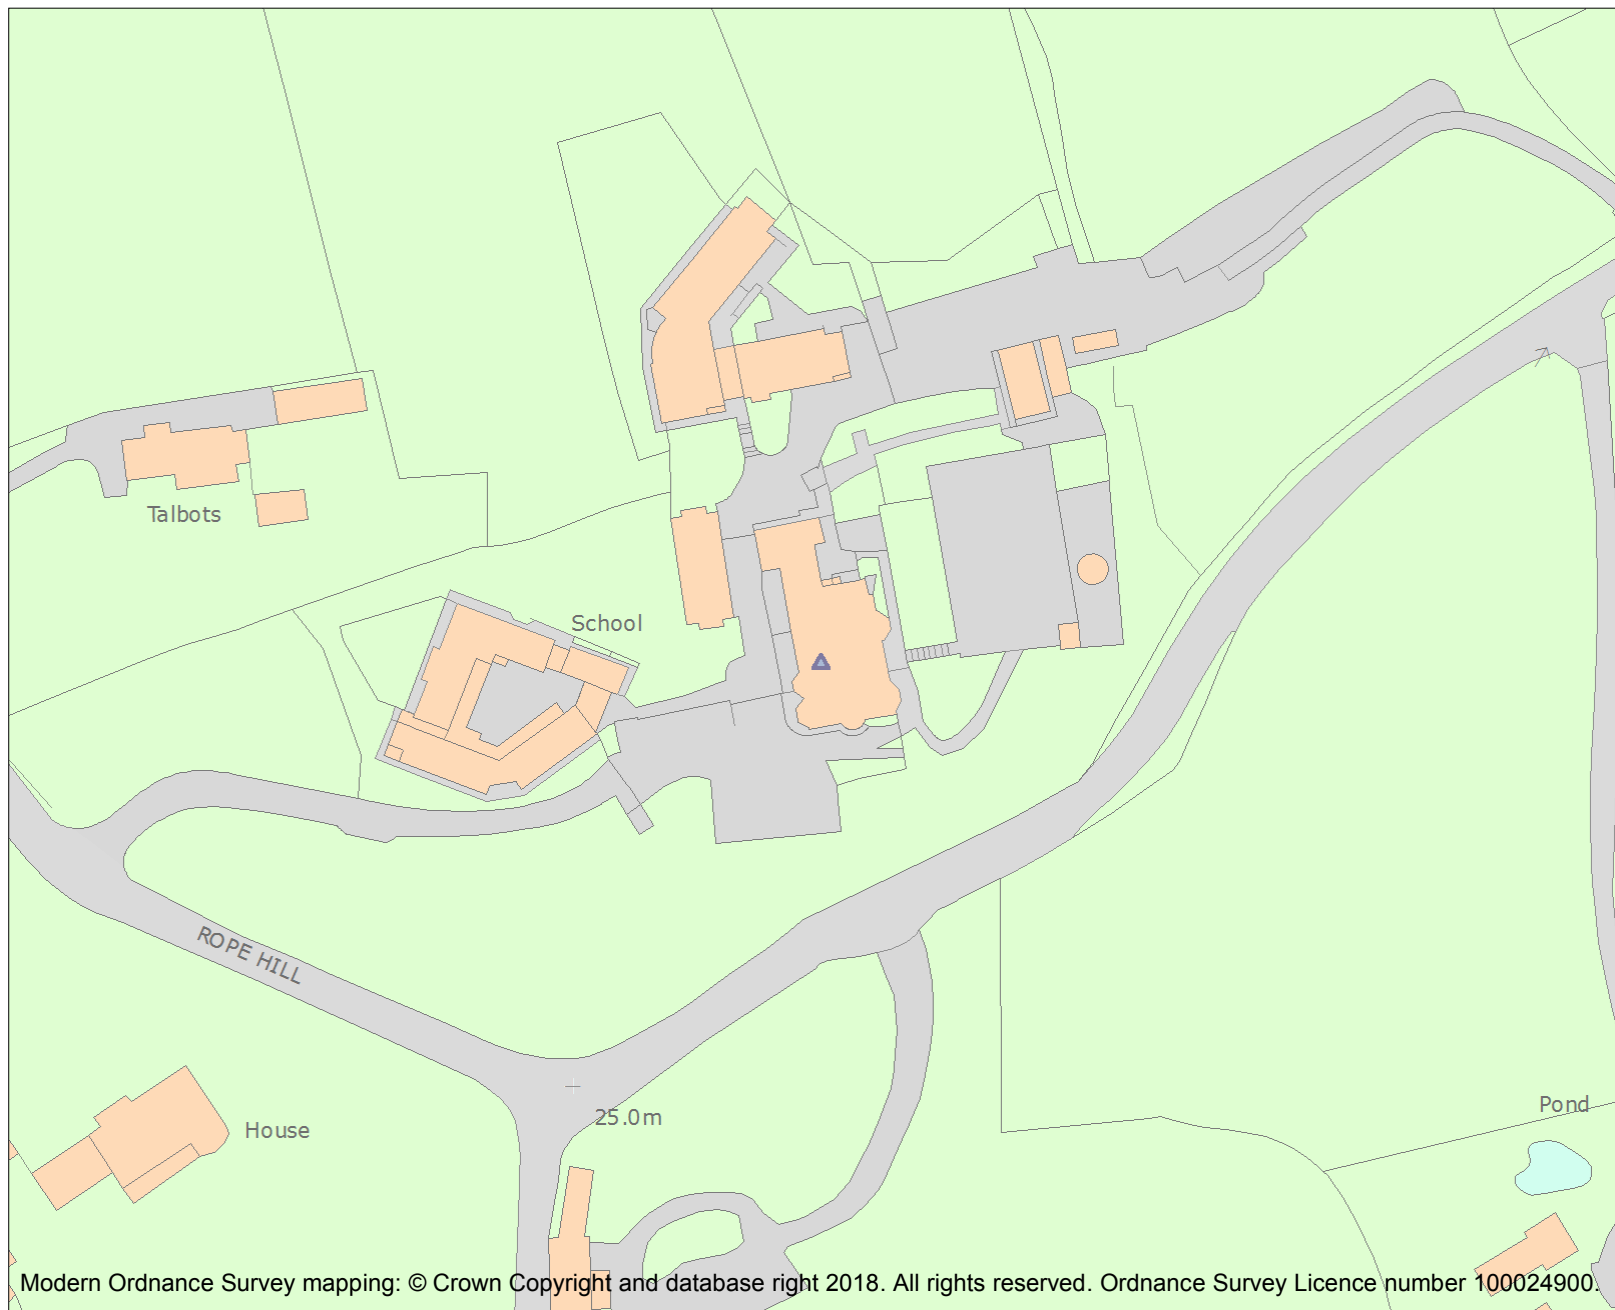 Talbots
School
ROPE HILL
25.0m
House
Pond
Modern Ordnance Survey mapping: © Crown Copyright and database right 2018. All rights reserved. Ordnance Survey Licence number 100024900.